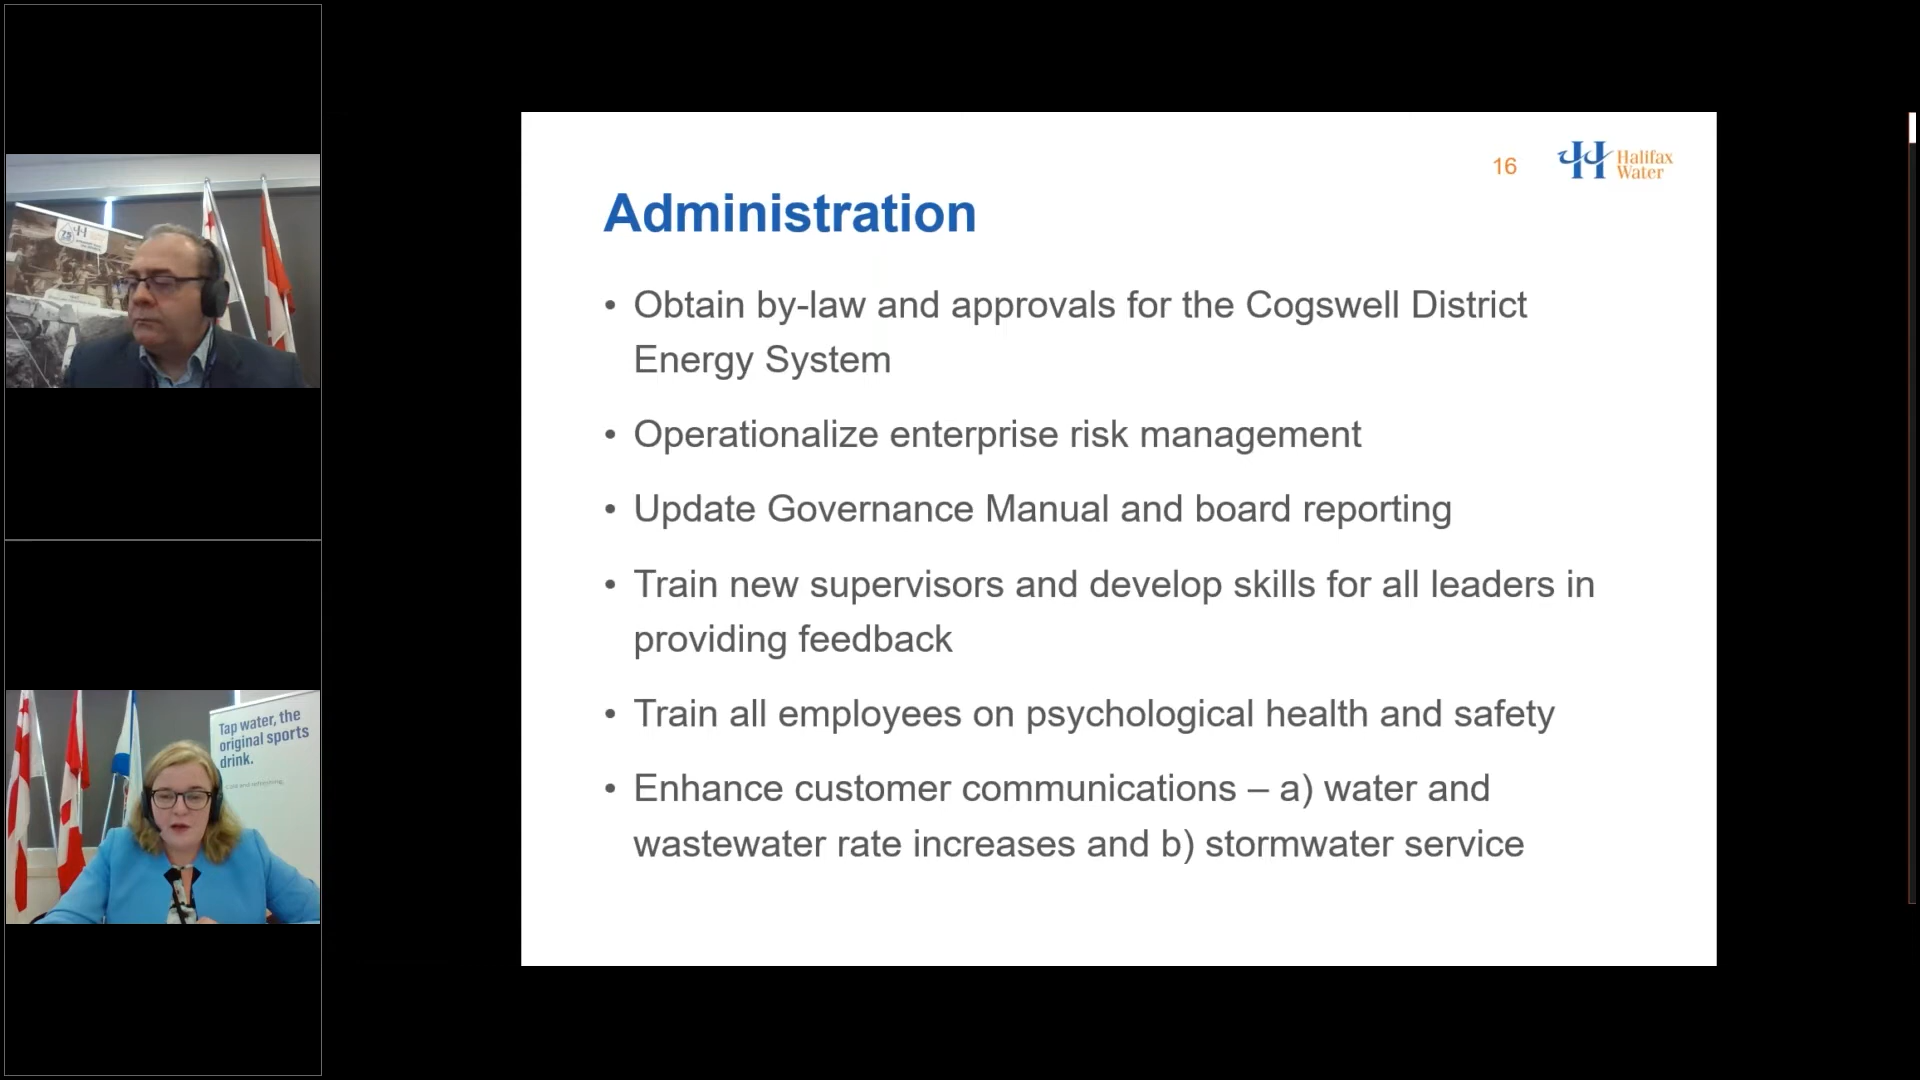 16
Halifax
Water
Administration
• Obtain by-law and approvals for the Cogswell District
Energy System
• Operationalize enterprise risk management
• Update Governance Manual and board reporting
• Train new supervisors and develop skills for all leaders in
providing feedback
• Train all employees on psychological health and safety
• Enhance customer communications – a) water and
wastewater rate increases and b) stormwater service
75
Tap water, the
original sports
drink.